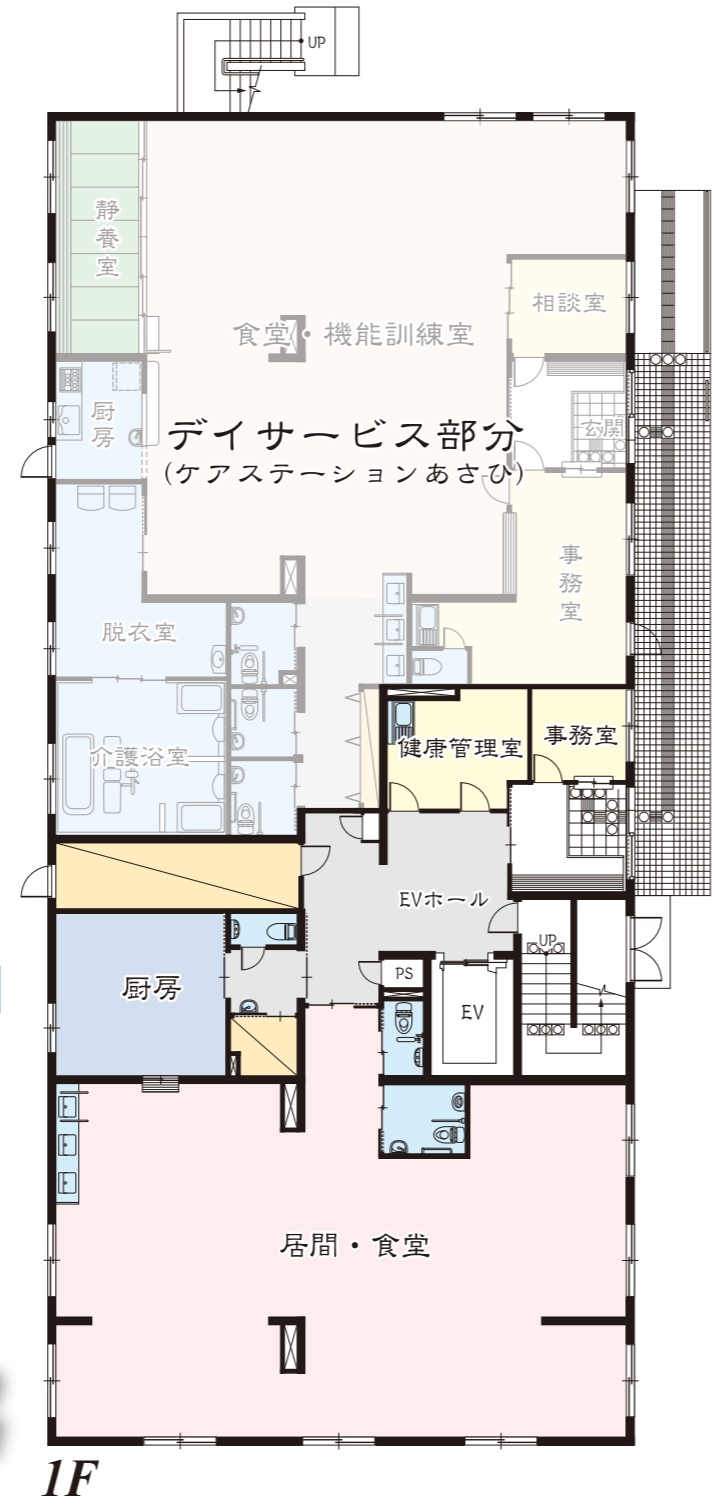 UP
静養室
相談室
食堂・機能訓練室
厨房
玄関
デイサービス部分
(ケアステーションあさひ)
事務室
脱衣室
介護浴室
健康管理室
事務室
EVホール
UP
厨房
PS
EV
居間・食堂
1F